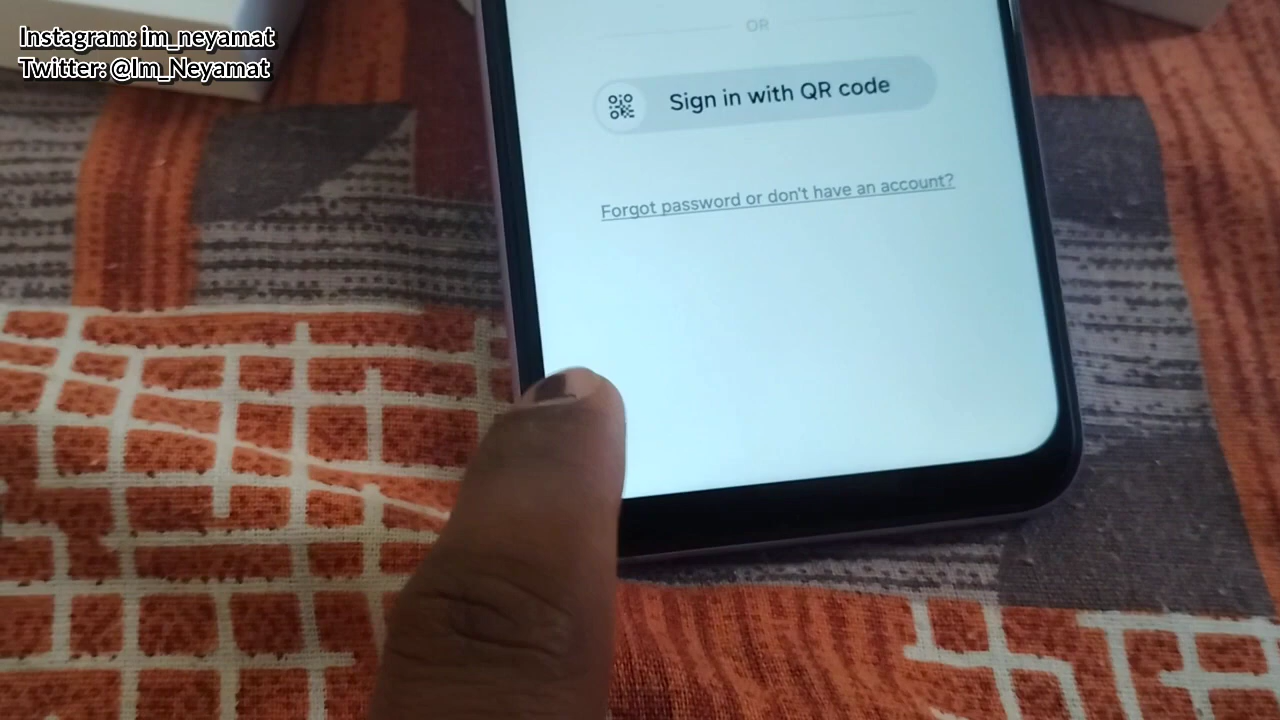 Instagram: im_neyamat
Twitter: @Im_Neyamat
OR
Sign in with QR code
Forgot password or don't have an account?